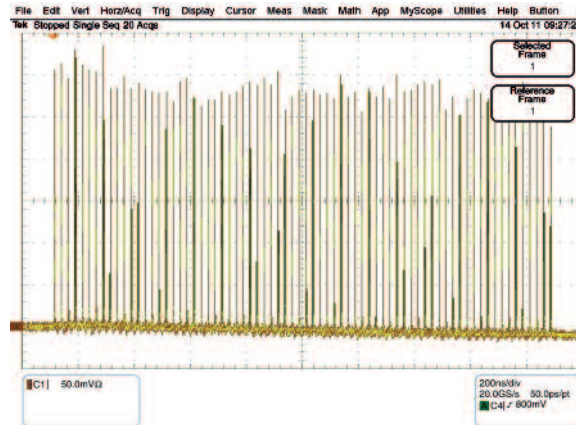 File Edit Vert Horz/Acq Trig Display Cursor Meas Mask Math App MyScope Utilities Help Button
Tek Stopped Single Seq 20 Acqs 14 Oct 11 09:27:2
Selected
Frame
1
Reference
Frame
1
C1 50.0mVΩ
200ns/div
20.0GS/s 50.0ps/pt
A C4 ∕ 800mV